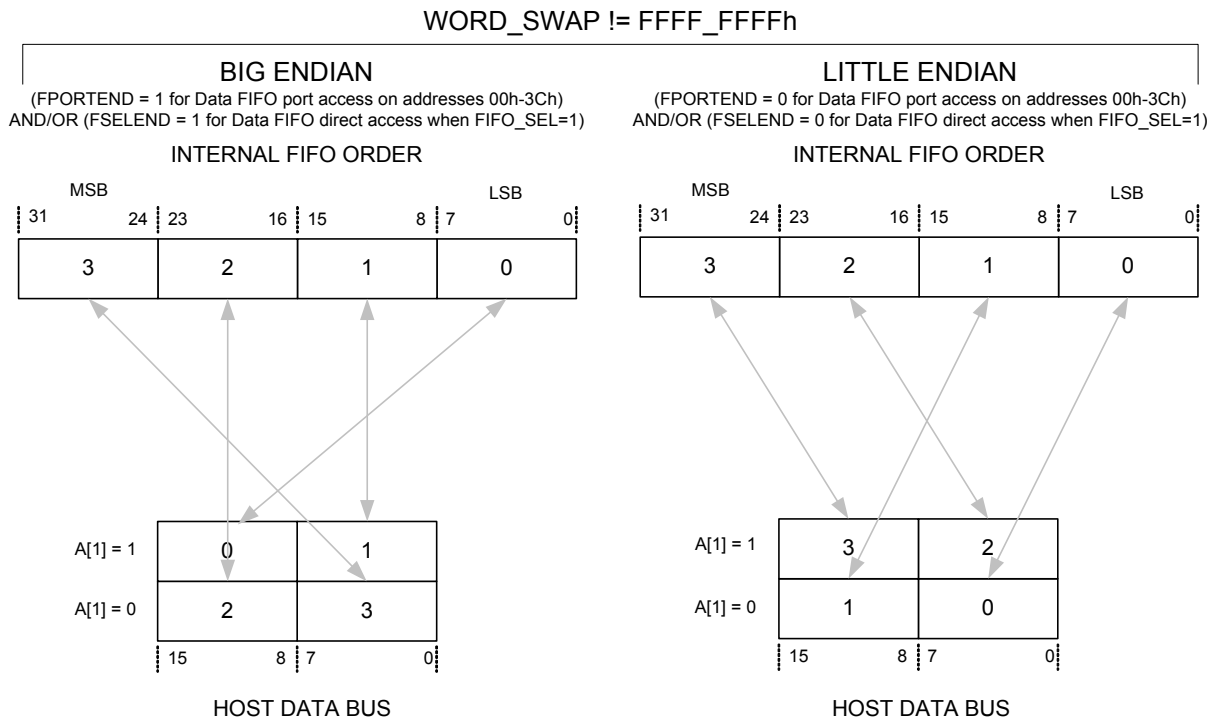 WORD_SWAP != FFFF_FFFFh
BIG ENDIAN
(FPORTEND = 1 for Data FIFO port access on addresses 00h-3Ch)
AND/OR (FSELEND = 1 for Data FIFO direct access when FIFO_SEL=1)
INTERNAL FIFO ORDER
MSB LSB
31 24 23 16 15 8 7 0
3 2 1 0
A[1] = 1 0 1
A[1] = 0 2 3
15 8 7 0
HOST DATA BUS
LITTLE ENDIAN
(FPORTEND = 0 for Data FIFO port access on addresses 00h-3Ch)
AND/OR (FSELEND = 0 for Data FIFO direct access when FIFO_SEL=1)
INTERNAL FIFO ORDER
MSB LSB
31 24 23 16 15 8 7 0
3 2 1 0
A[1] = 1 3 2
A[1] = 0 1 0
15 8 7 0
HOST DATA BUS